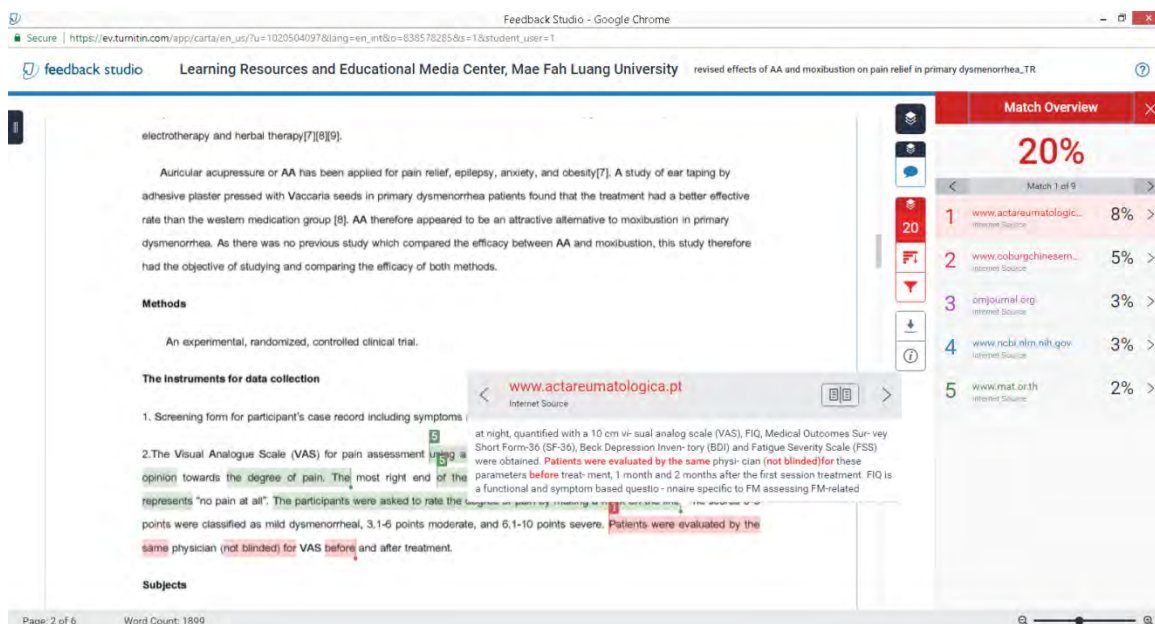 Feedback Studio - Google Chrome
Secure | https://ev.turnitin.com/app/carta/en_us/?u=1020504097&lang=en_int&o=838578285&s=1&student_user=1
feedback studio
Learning Resources and Educational Media Center, Mae Fah Luang University
revised effects of AA and moxibustion on pain relief in primary dysmenorrhea_TR
electrotherapy and herbal therapy[7][8][9].
Auricular acupressure or AA has been applied for pain relief, epilepsy, anxiety, and obesity[7]. A study of ear taping by
adhesive plaster pressed with Vaccaria seeds in primary dysmenorrhea patients found that the treatment had a better effective
rate than the western medication group [8]. AA therefore appeared to be an attractive alternative to moxibustion in primary
dysmenorrhea. As there was no previous study which compared the efficacy between AA and moxibustion, this study therefore
had the objective of studying and comparing the efficacy of both methods.
Methods
An experimental, randomized, controlled clinical trial.
The instruments for data collection
1. Screening form for participant's case record including symptoms
5
2.The Visual Analogue Scale (VAS) for pain assessment using a
5
opinion towards the degree of pain. The most right end of the
represents "no pain at all". The participants were asked to rate the
1
points were classified as mild dysmenorrheal, 3.1-6 points moderate, and 6.1-10 points severe. Patients were evaluated by the
same physician (not blinded) for VAS before and after treatment.
Subjects
www.actareumatologica.pt
Internet Source
at night, quantified with a 10 cm vi- sual analog scale (VAS), FIQ, Medical Outcomes Sur- vey
Short Form-36 (SF-36), Beck Depression Inven- tory (BDI) and Fatigue Severity Scale (FSS)
were obtained. Patients were evaluated by the same physi- cian (not blinded)for these
parameters before treat- ment, 1 month and 2 months after the first session treatment. FIQ is
a functional and symptom based questio - nnaire specific to FM assessing FM-related
20
Match Overview
20%
Match 1 of 9
1 www.actareumatologic... 8%
Internet Source
2 www.coburgchinesem... 5%
Internet Source
3 omjournal.org 3%
Internet Source
4 www.ncbi.nlm.nih.gov 3%
Internet Source
5 www.mat.or.th 2%
Internet Source
Page: 2 of 6 Word Count: 1899